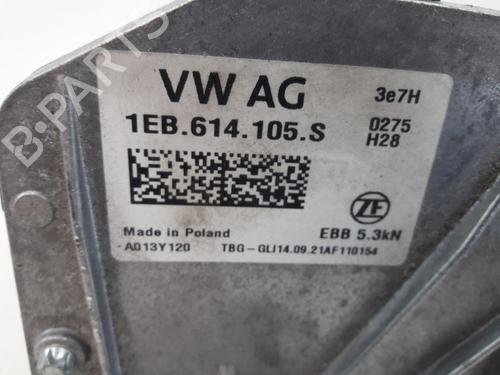 B-PARTS
VW AG
3e7H
1EB.614.105.S
0275
H28
ZF
Made in Poland
EBB 5.3kN
A013Y120
TBG-GLI14.09.21AF110154